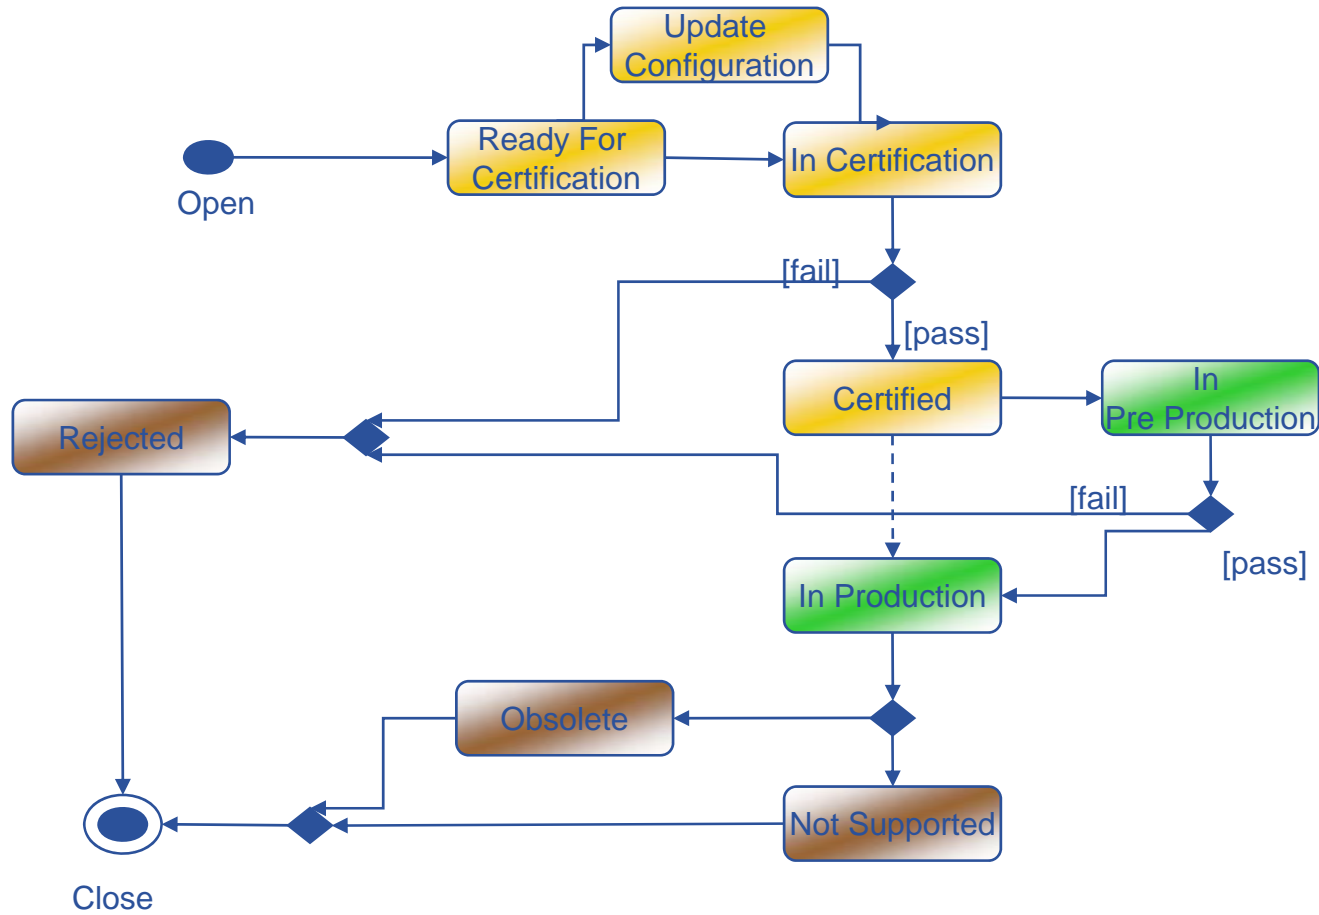 Update
Configuration
Ready For
Certification
In Certification
Open
[fail]
[pass]
Certified
In
Pre Production
Rejected
[fail]
[pass]
In Production
Obsolete
Not Supported
Close